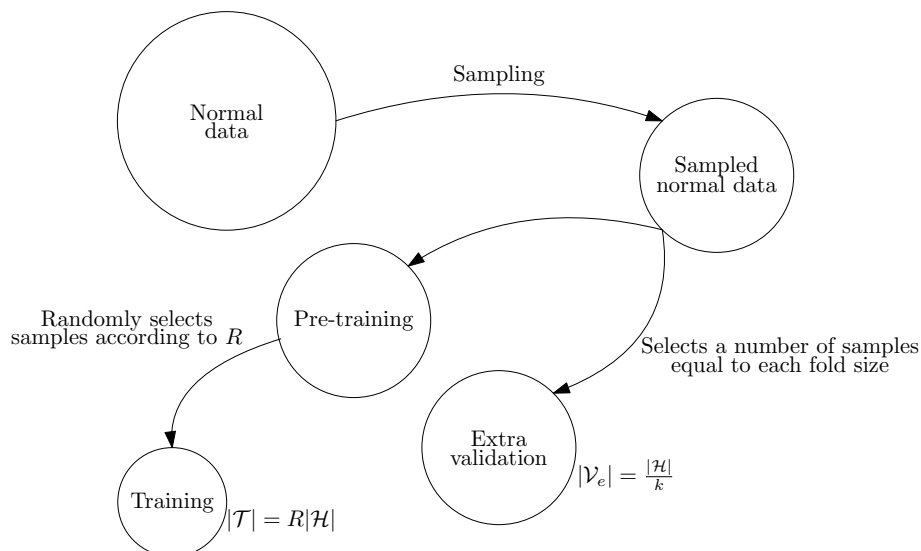 Sampling
Normal
data
Sampled
normal data
Randomly selects
samples according to R
Pre-training
Selects a number of samples
equal to each fold size
Extra
validation
|𝒱ₑ| = |ℋ|/k
Training
|𝒯| = R|ℋ|